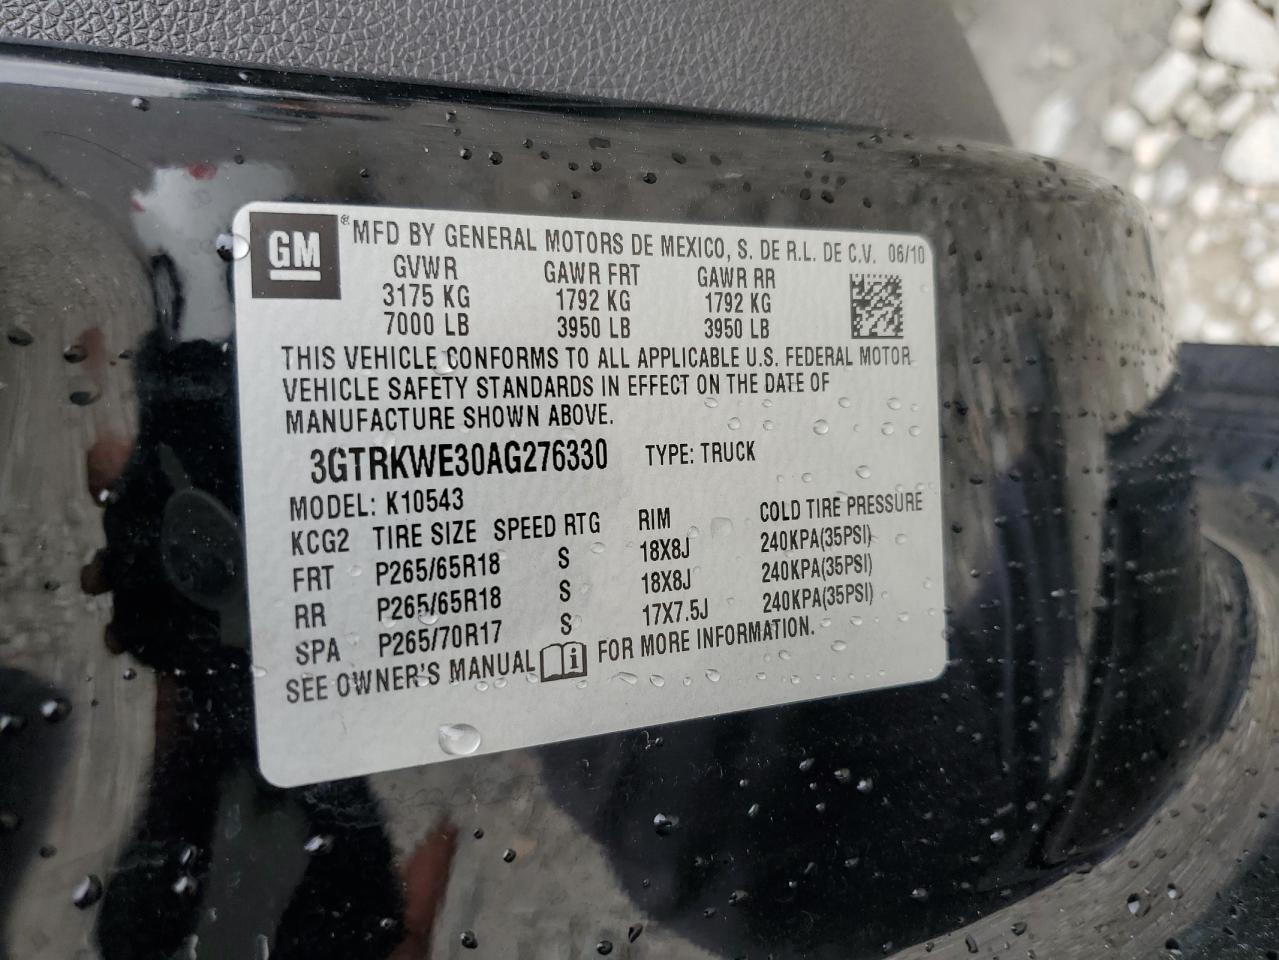 GM ® MFD BY GENERAL MOTORS DE MEXICO, S. DE R.L. DE C.V. 06/10
GVWR GAWR FRT GAWR RR
3175 KG 1792 KG 1792 KG
7000 LB 3950 LB 3950 LB
THIS VEHICLE CONFORMS TO ALL APPLICABLE U.S. FEDERAL MOTOR
VEHICLE SAFETY STANDARDS IN EFFECT ON THE DATE OF
MANUFACTURE SHOWN ABOVE.
3GTRKWE30AG276330 TYPE: TRUCK
MODEL: K10543
KCG2 TIRE SIZE SPEED RTG RIM COLD TIRE PRESSURE
FRT P265/65R18 S 18X8J 240KPA(35PSI)
RR P265/65R18 S 18X8J 240KPA(35PSI)
SPA P265/70R17 S 17X7.5J 240KPA(35PSI)
SEE OWNER'S MANUAL FOR MORE INFORMATION.